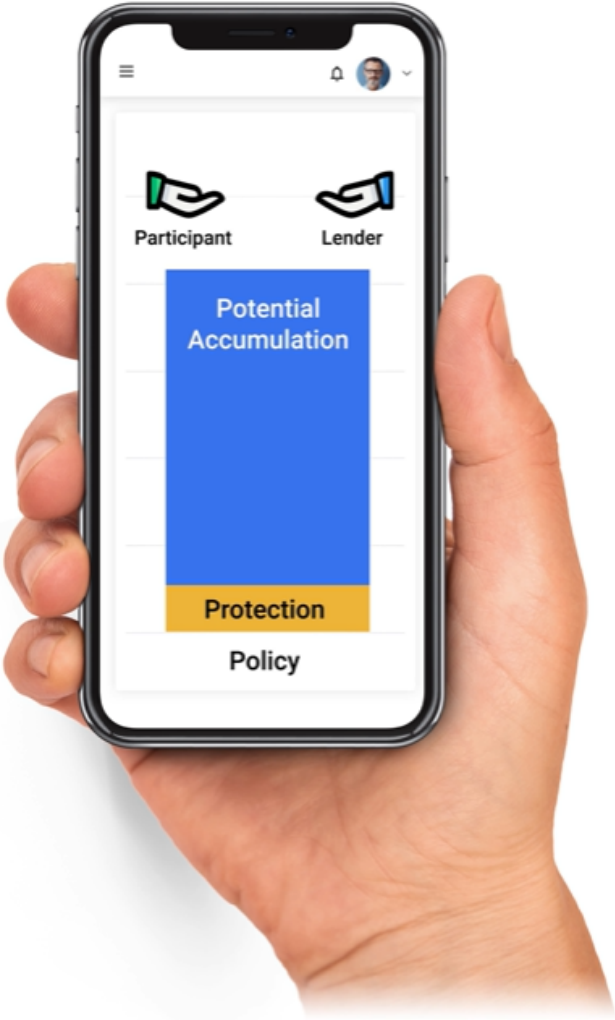 Participant
Lender
Potential
Accumulation
Protection
Policy